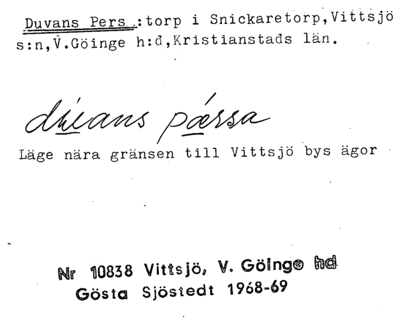 Duvans Pers :torp i Snickaretorp,Vittsjö
s:n,V.Göinge h:d,Kristianstads län.
duvans pærsa
Läge nära gränsen till Vittsjö bys ägor
Nr 10838 Vittsjö, V. Göinge hd
Gösta Sjöstedt 1968-69